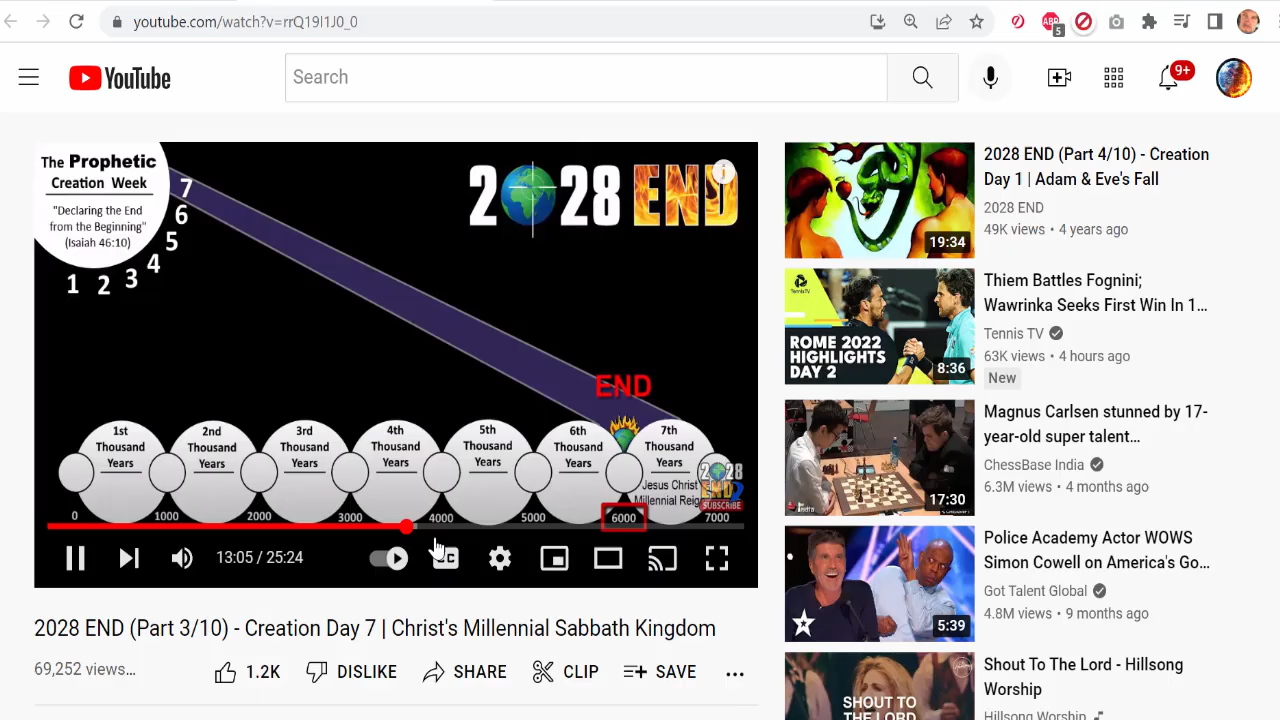 youtube.com/watch?v=rrQ19I1J0_0
ABP
5
YouTube
Search
9+
The Prophetic
Creation Week
"Declaring the End
from the Beginning"
(Isaiah 46:10)
1 2 3 4 5 6 7
2028 END
END
1st
Thousand
Years
2nd
Thousand
Years
3rd
Thousand
Years
4th
Thousand
Years
5th
Thousand
Years
6th
Thousand
Years
7th
Thousand
Years
Jesus Christ
Millennial Reig
2028
END
SUBSCRIBE
0 1000 2000 3000 4000 5000 6000 7000
13:05 / 25:24
2028 END (Part 3/10) - Creation Day 7 | Christ's Millennial Sabbath Kingdom
69,252 views...
1.2K DISLIKE SHARE CLIP SAVE
19:34
2028 END (Part 4/10) - Creation
Day 1 | Adam & Eve's Fall
2028 END
49K views • 4 years ago
TENNIS TV
ROME 2022
HIGHLIGHTS
DAY 2
8:36
Thiem Battles Fognini;
Wawrinka Seeks First Win In 1...
Tennis TV
63K views • 4 hours ago
New
17:30
Magnus Carlsen stunned by 17-
year-old super talent...
ChessBase India
6.3M views • 4 months ago
5:39
Police Academy Actor WOWS
Simon Cowell on America's Go...
Got Talent Global
4.8M views • 9 months ago
SHOUT TO
THE LORD
Shout To The Lord - Hillsong
Worship
Hillsong Worship